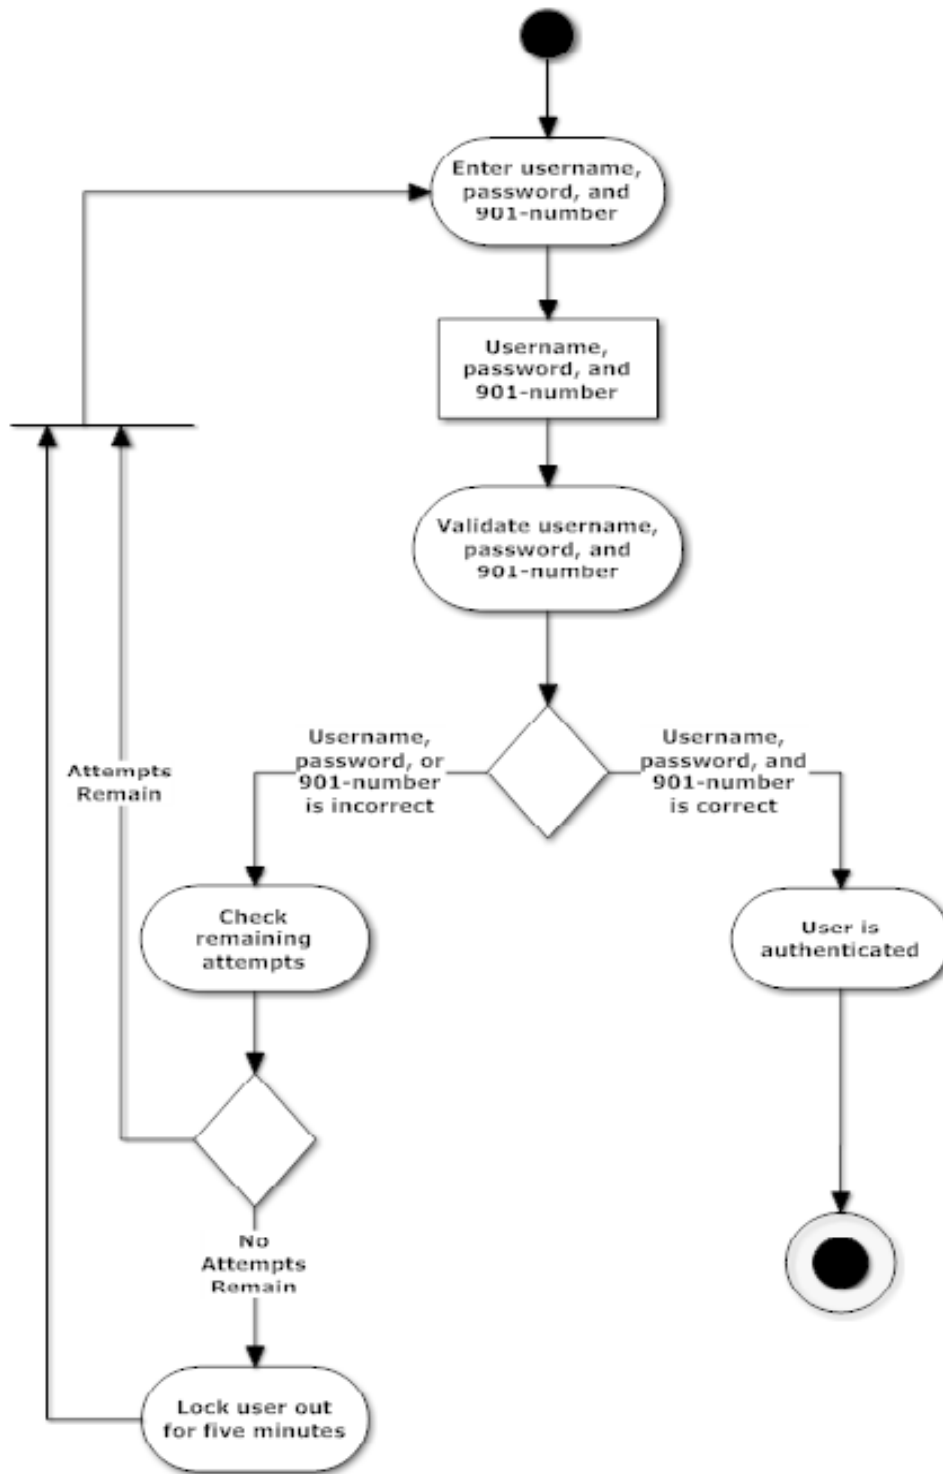 Enter username,
password, and
901-number
Username,
password, and
901-number
Validate username,
password, and
901-number
Username,
password, or
901-number
is incorrect
Username,
password, and
901-number
is correct
Attempts
Remain
Check
remaining
attempts
User is
authenticated
No
Attempts
Remain
Lock user out
for five minutes